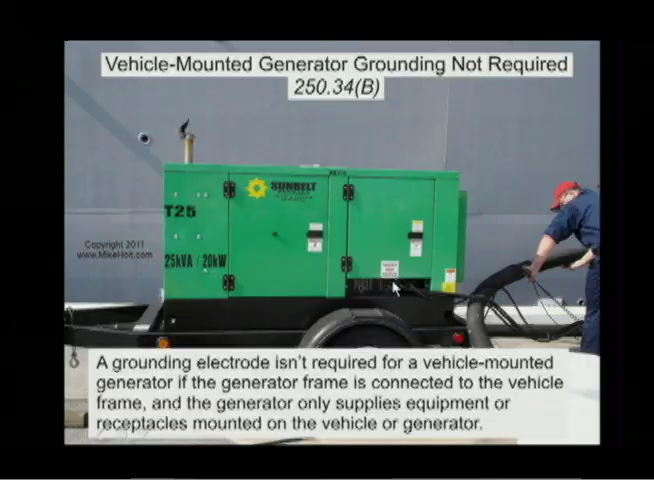 Vehicle-Mounted Generator Grounding Not Required
250.34(B)
SUNBELT
T25
25kVA / 20kW
Copyright 2011
www.MikeHolt.com
A grounding electrode isn't required for a vehicle-mounted
generator if the generator frame is connected to the vehicle
frame, and the generator only supplies equipment or
receptacles mounted on the vehicle or generator.